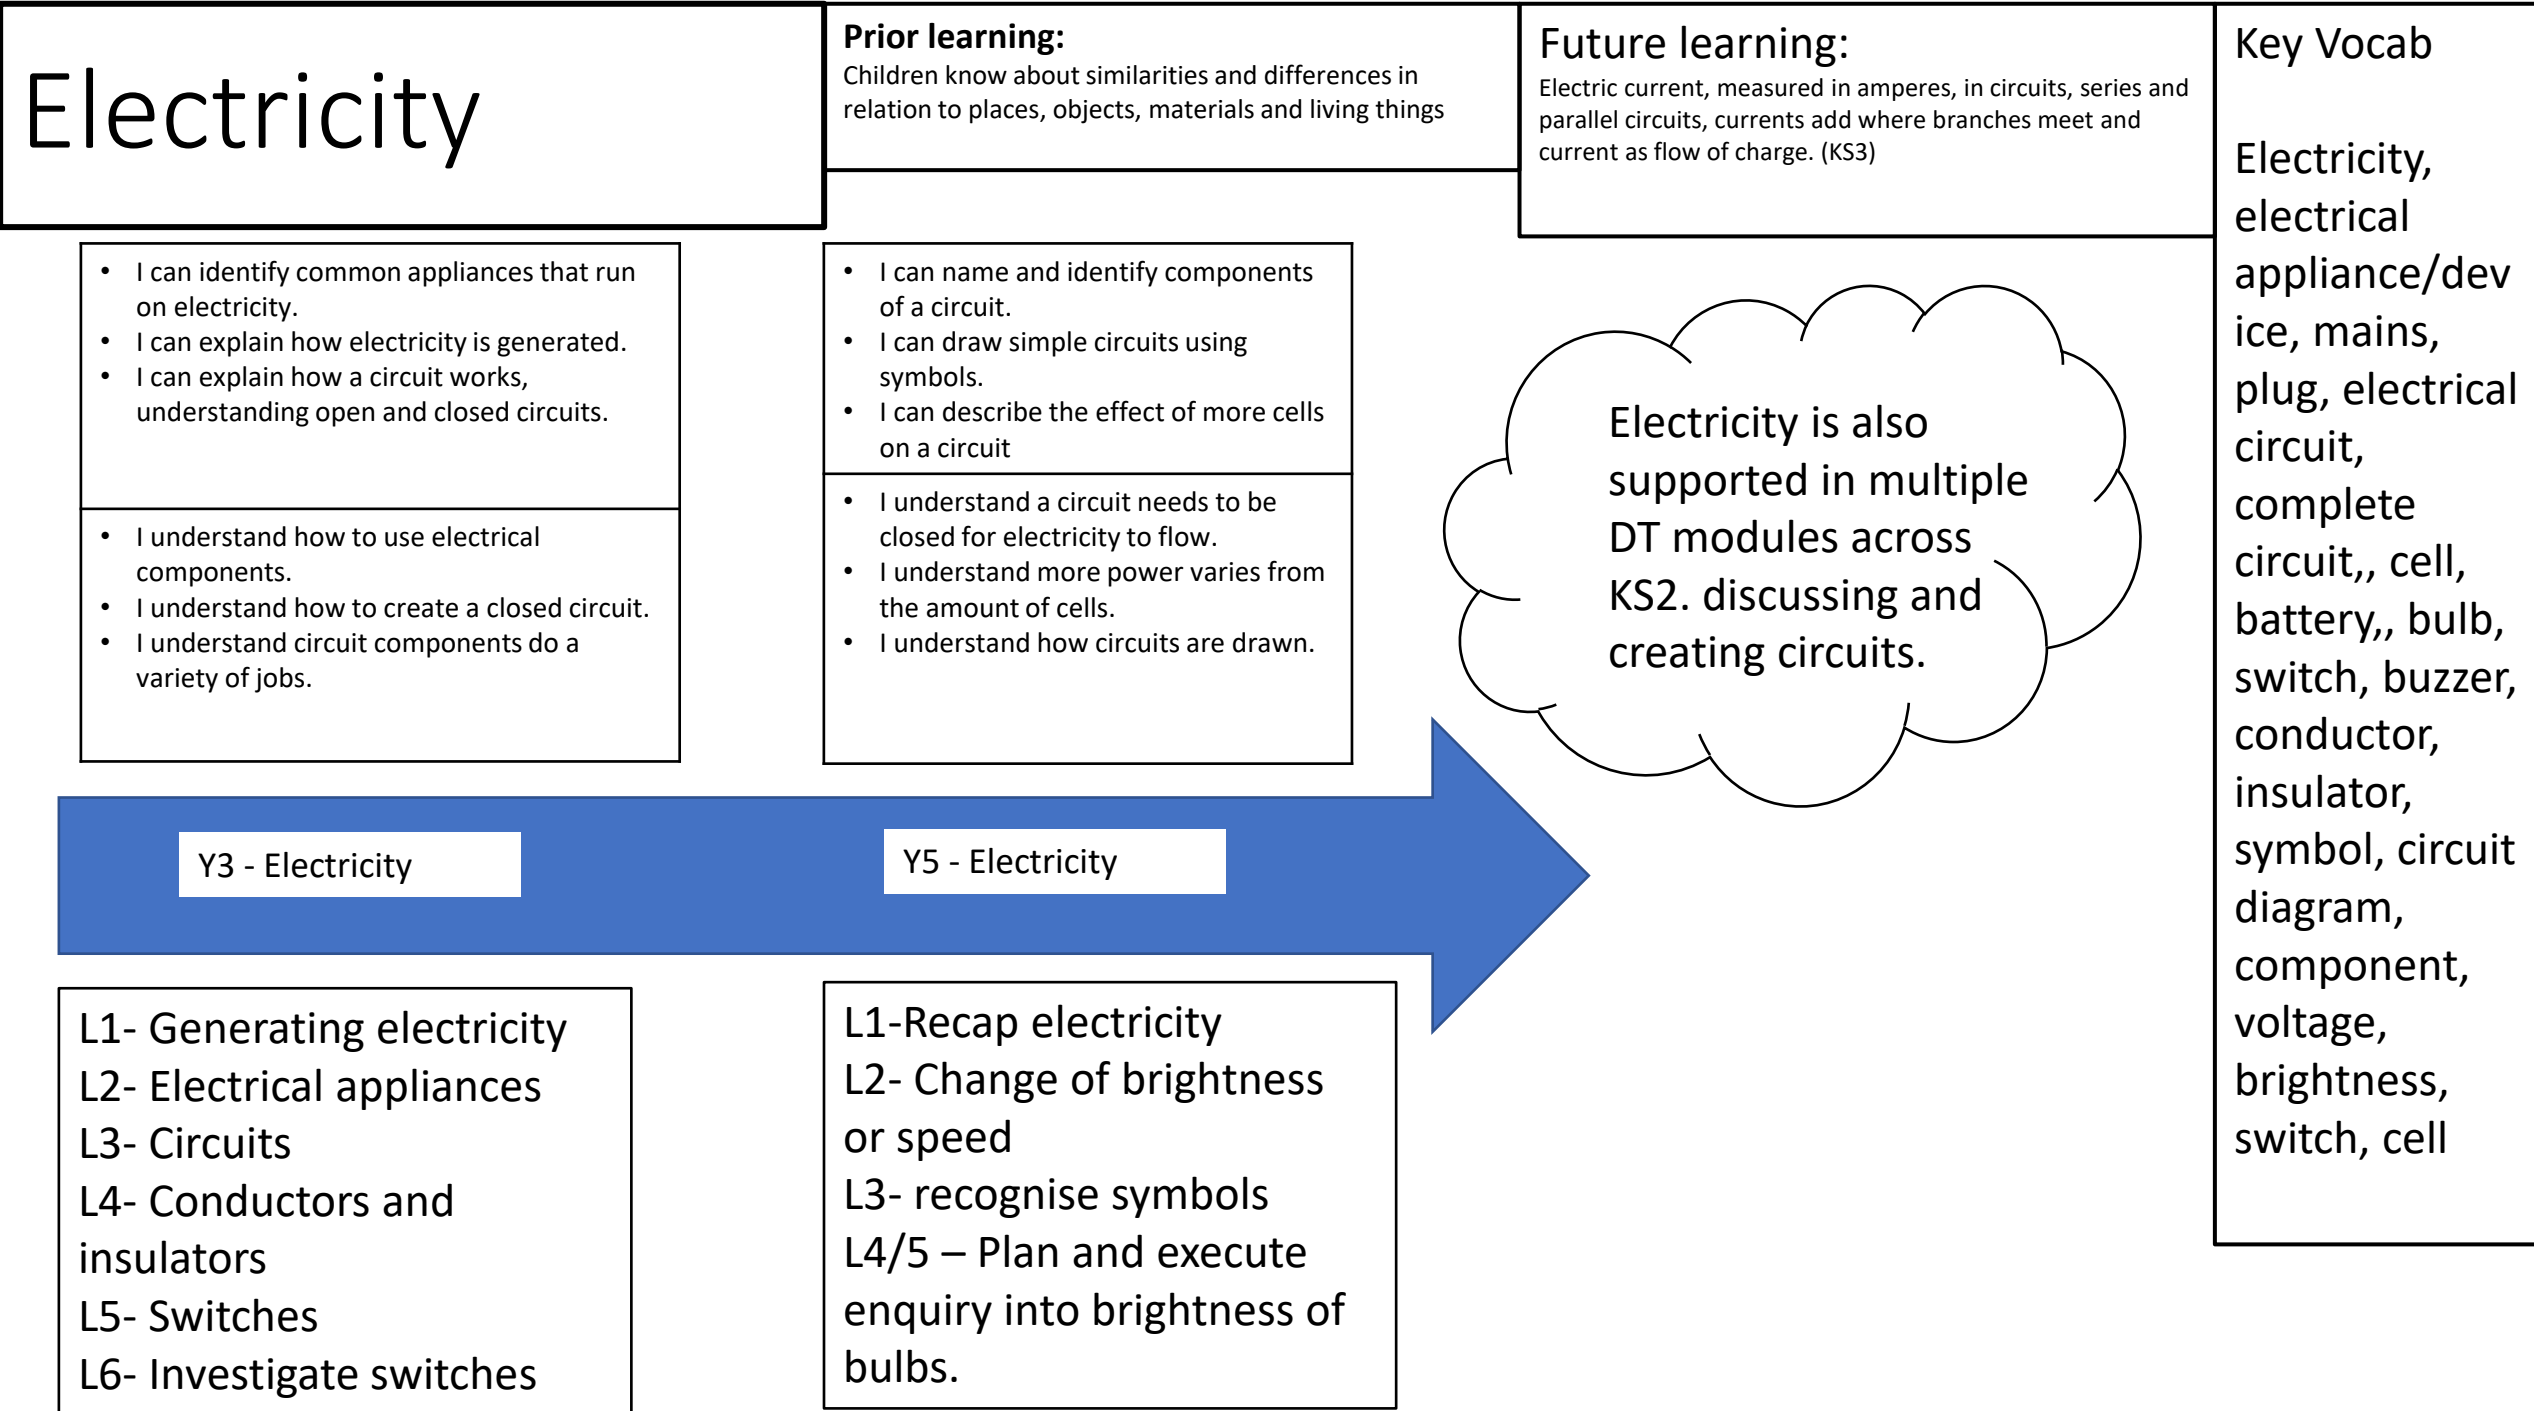 Electricity
Prior learning:
Children know about similarities and differences in
relation to places, objects, materials and living things
Future learning:
Electric current, measured in amperes, in circuits, series and
parallel circuits, currents add where branches meet and
current as flow of charge. (KS3)
Key Vocab
Electricity,
electrical
appliance/dev
ice, mains,
plug, electrical
circuit,
complete
circuit,, cell,
battery,, bulb,
switch, buzzer,
conductor,
insulator,
symbol, circuit
diagram,
component,
voltage,
brightness,
switch, cell
• I can identify common appliances that run
on electricity.
• I can explain how electricity is generated.
• I can explain how a circuit works,
understanding open and closed circuits.
• I understand how to use electrical
components.
• I understand how to create a closed circuit.
• I understand circuit components do a
variety of jobs.
• I can name and identify components
of a circuit.
• I can draw simple circuits using
symbols.
• I can describe the effect of more cells
on a circuit
• I understand a circuit needs to be
closed for electricity to flow.
• I understand more power varies from
the amount of cells.
• I understand how circuits are drawn.
Electricity is also
supported in multiple
DT modules across
KS2. discussing and
creating circuits.
Y3 - Electricity
Y5 - Electricity
L1- Generating electricity
L2- Electrical appliances
L3- Circuits
L4- Conductors and
insulators
L5- Switches
L6- Investigate switches
L1-Recap electricity
L2- Change of brightness
or speed
L3- recognise symbols
L4/5 – Plan and execute
enquiry into brightness of
bulbs.